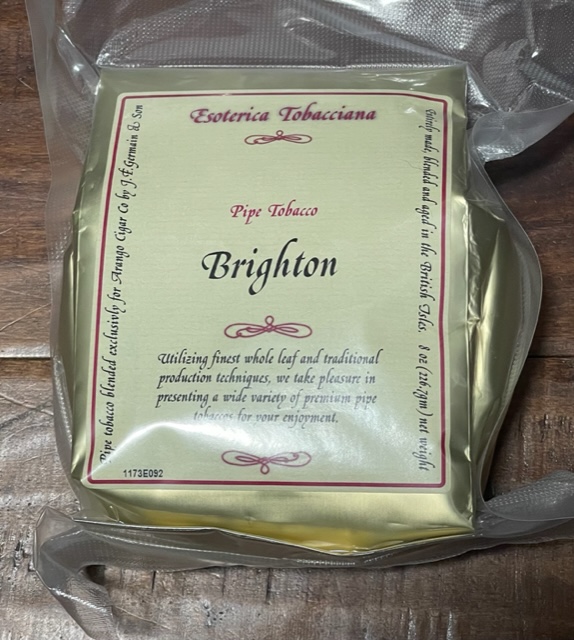 Esoterica Tobacciana
Pipe Tobacco
Brighton
Utilizing finest whole leaf and traditional
production techniques, we take pleasure in
presenting a wide variety of premium pipe
tobaccos for your enjoyment.
1173E092
Pipe tobacco blended exclusivly for Arango Cigar Co by J.F.Germain & Son
Entirely made, blended and aged in the British Isles. 8 oz (226.7gm) net weight